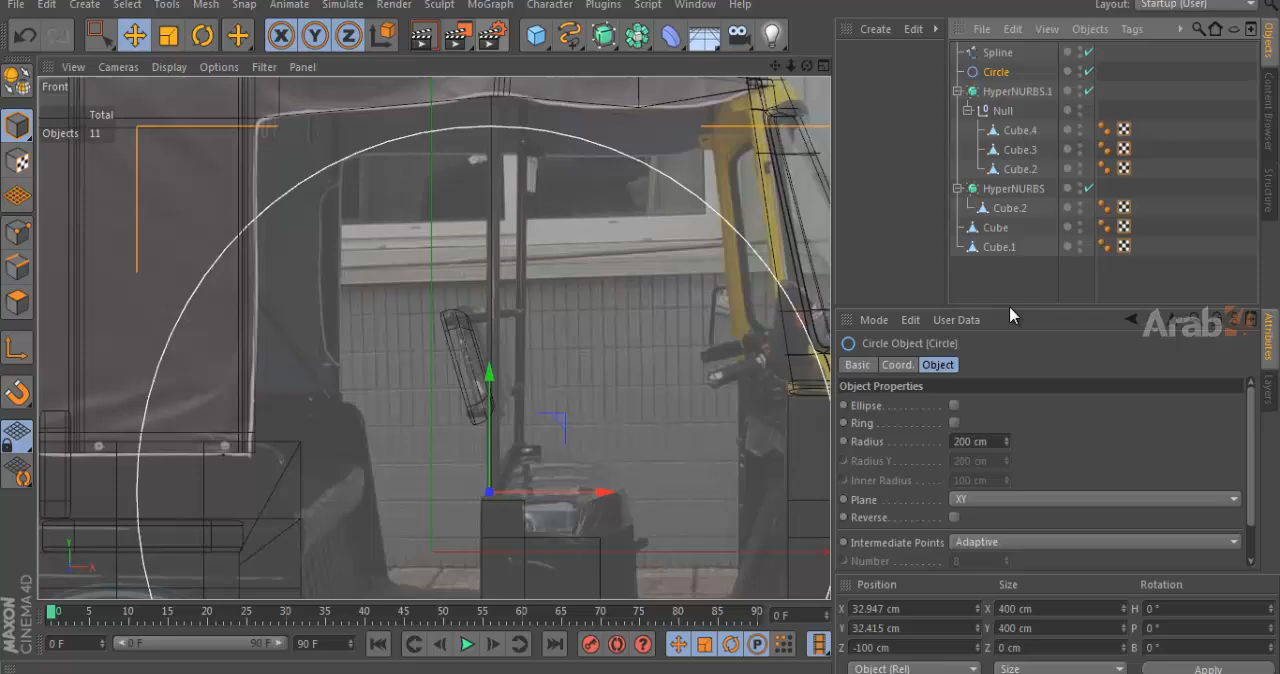 File Edit Create Select Tools Mesh Snap Animate Simulate Render Sculpt MoGraph Character Plugins Script Window Help Layout: Startup (User)
Create Edit
File Edit View Objects Tags
View Cameras Display Options Filter Panel
Front
Total
Objects 11
Spline
Circle
HyperNURBS.1
Null
Cube.4
Cube.3
Cube.2
HyperNURBS
Cube.2
Cube
Cube.1
Objects
Content Browser
Structure
Attributes
Layers
Mode Edit User Data
Arab
Circle Object [Circle]
Basic Coord. Object
Object Properties
Ellipse
Ring
Radius 200 cm
Radius Y 200 cm
Inner Radius 100 cm
Plane XY
Reverse
Intermediate Points Adaptive
Number 8
Y
X
0 5 10 15 20 25 30 35 40 45 50 55 60 65 70 75 80 85 90 0 F
0 F 0 F 90 F 90 F
Position Size Rotation
X 32.947 cm X 400 cm H 0 °
Y 32.415 cm Y 400 cm P 0 °
Z -100 cm Z 0 cm B 0 °
Object (Rel) Size Apply
MAXON
CINEMA4D